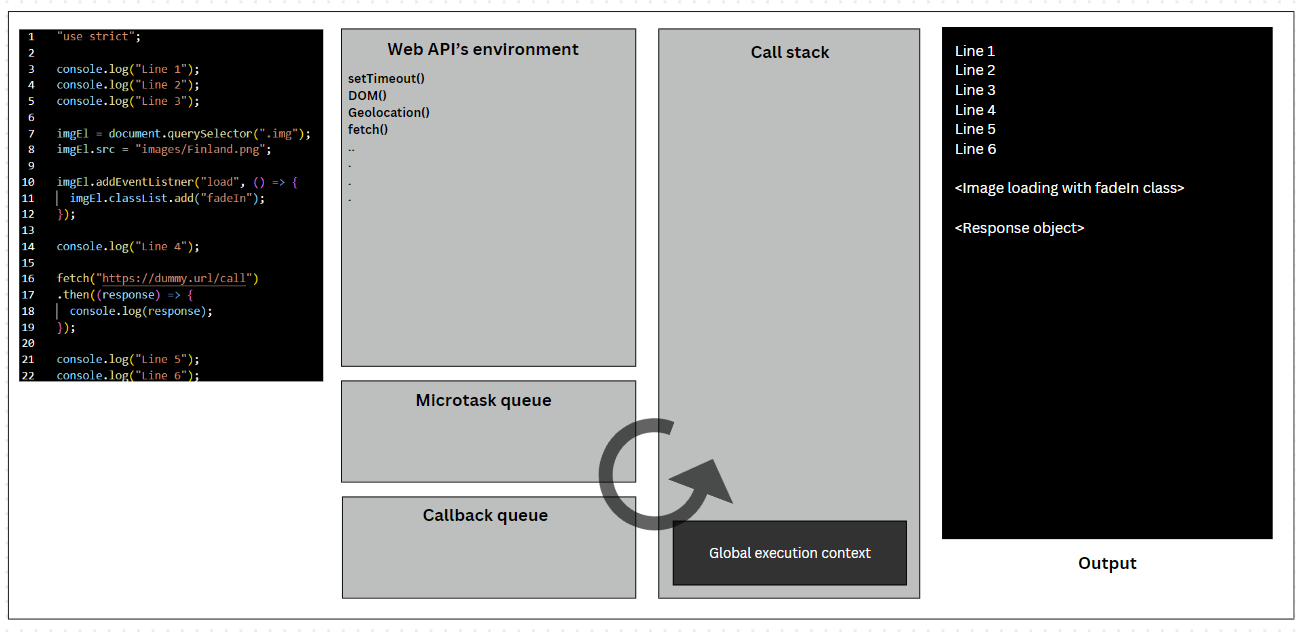 1 "use strict";
2
3 console.log("Line 1");
4 console.log("Line 2");
5 console.log("Line 3");
6
7 imgEl = document.querySelector(".img");
8 imgEl.src = "images/Finland.png";
9
10 imgEl.addEventListner("load", () => {
11 imgEl.classList.add("fadeIn");
12 });
13
14 console.log("Line 4");
15
16 fetch("https://dummy.url/call")
17 .then((response) => {
18 console.log(response);
19 });
20
21 console.log("Line 5");
22 console.log("Line 6");
Web API's environment
setTimeout()
DOM()
Geolocation()
fetch()
..
.
.
.
Microtask queue
Callback queue
Call stack
Global execution context
Line 1
Line 2
Line 3
Line 4
Line 5
Line 6
<Image loading with fadeIn class>
<Response object>
Output